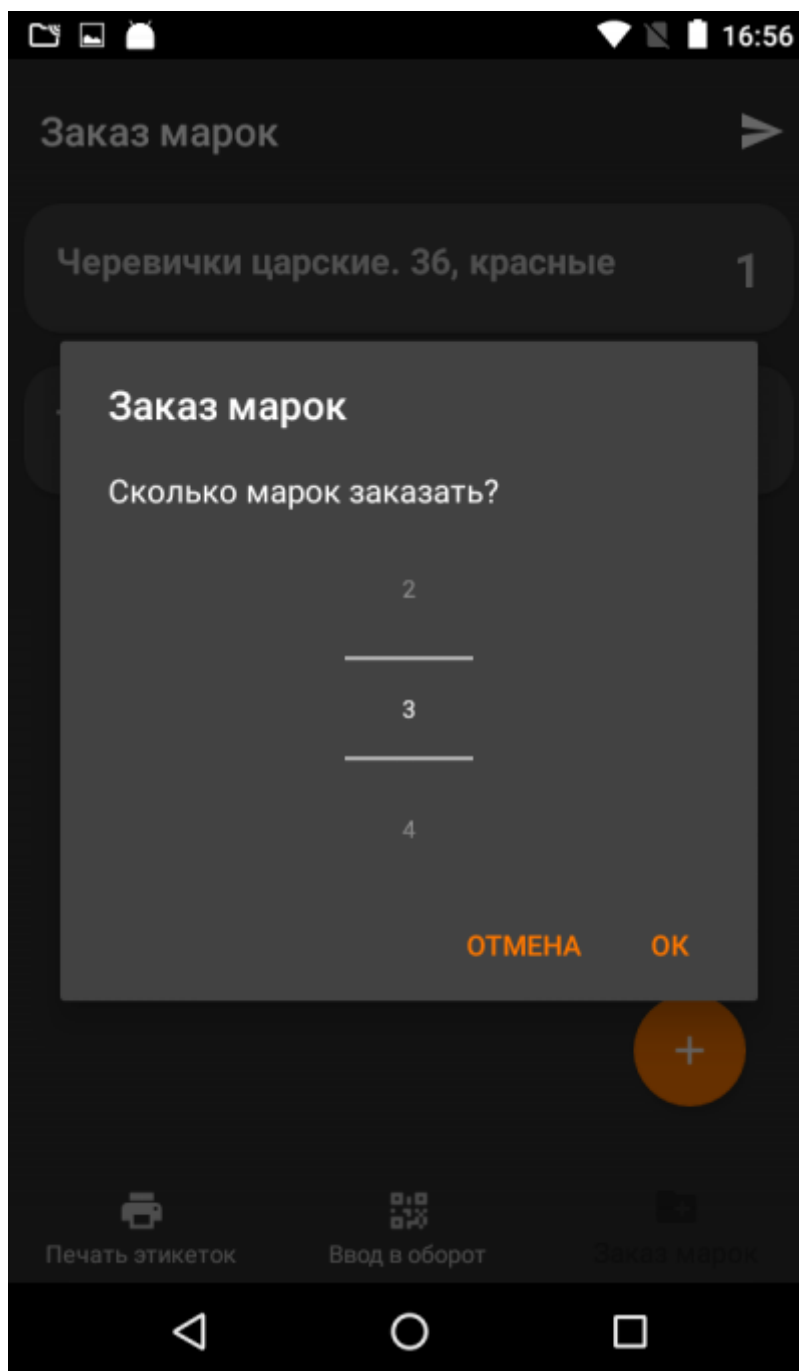 16:56
Заказ марок
Черевички царские. 36, красные 1
Заказ марок
Сколько марок заказать?
2
3
4
ОТМЕНА ОК
+
Печать этикеток Ввод в оборот Заказ марок